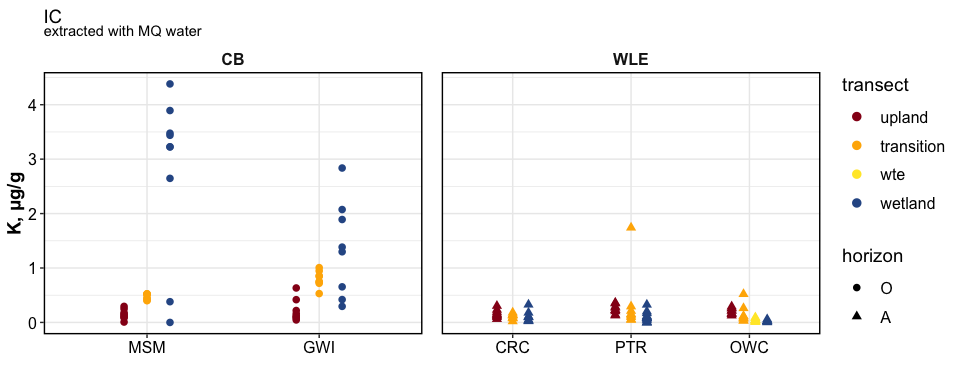 IC
extracted with MQ water
CB
WLE
K, µg/g
4
3
2
1
0
MSM
GWI
CRC
PTR
OWC
transect
upland
transition
wte
wetland
horizon
O
A